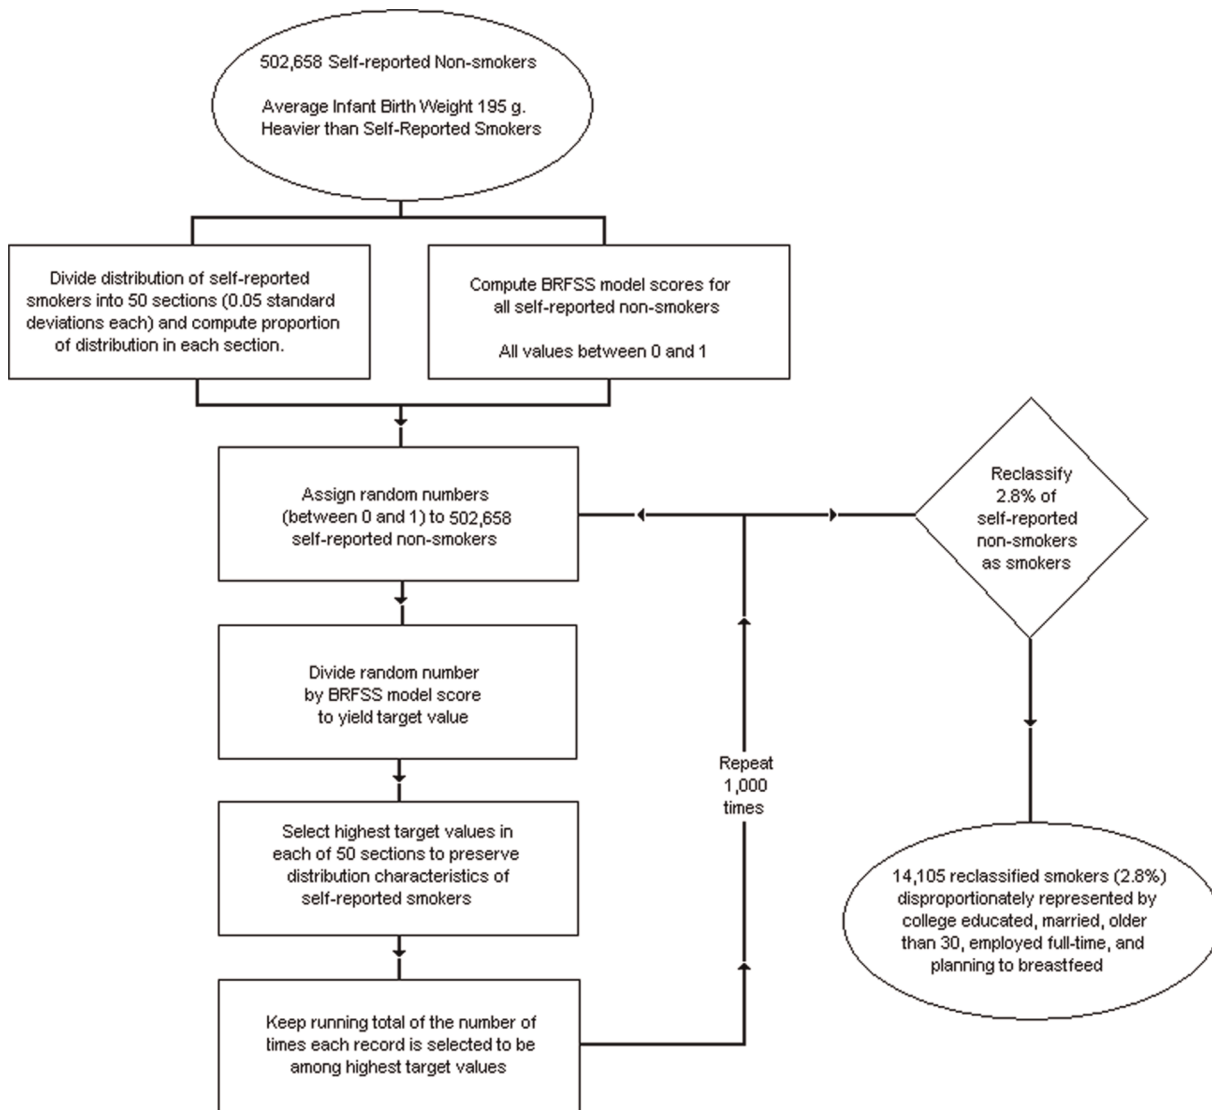 502,658 Self-reported Non-smokers
Average Infant Birth Weight 195 g.
Heavier than Self-Reported Smokers
Divide distribution of self-reported
smokers into 50 sections (0.05 standard
deviations each) and compute proportion
of distribution in each section.
Compute BRFSS model scores for
all self-reported non-smokers
All values between 0 and 1
Assign random numbers
(between 0 and 1) to 502,658
self-reported non-smokers
Reclassify
2.8% of
self-reported
non-smokers
as smokers
Divide random number
by BRFSS model score
to yield target value
Repeat
1,000
times
Select highest target values in
each of 50 sections to preserve
distribution characteristics of
self-reported smokers
14,105 reclassified smokers (2.8%)
disproportionately represented by
college educated, married, older
than 30, employed full-time, and
planning to breastfeed
Keep running total of the number of
times each record is selected to be
among highest target values